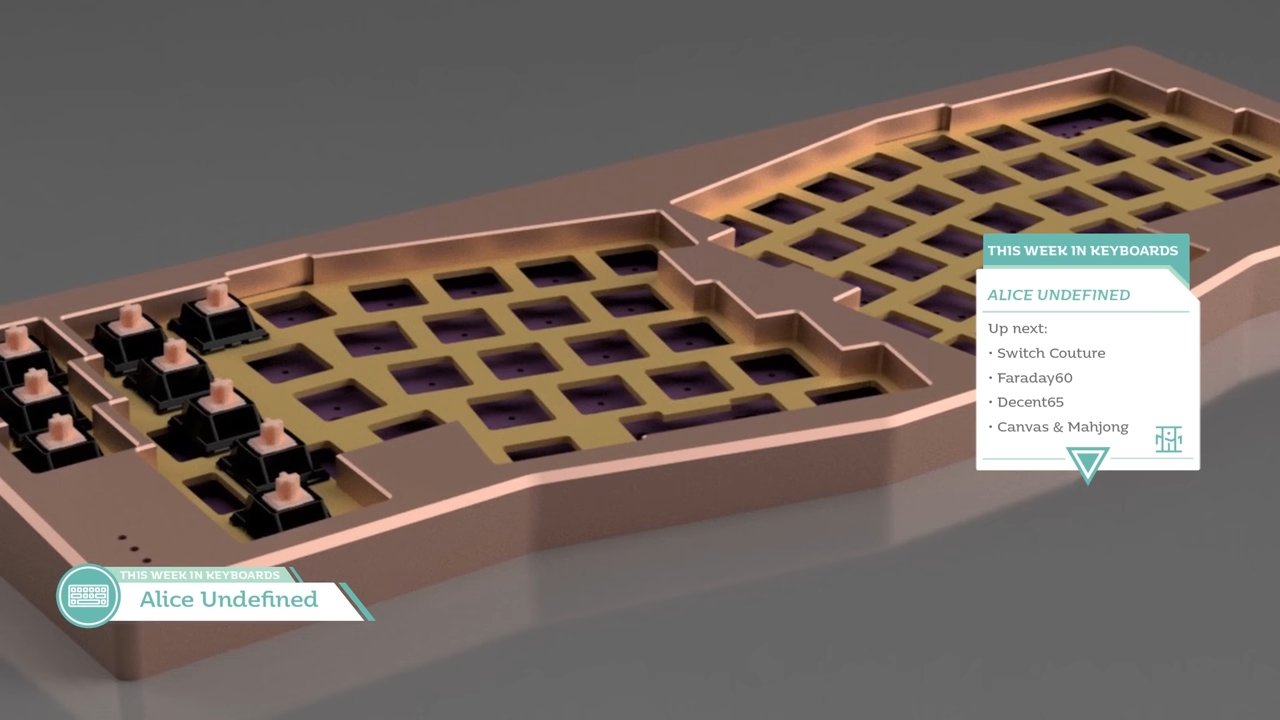 THIS WEEK IN KEYBOARDS
ALICE UNDEFINED
Up next:
• Switch Couture
• Faraday60
• Decent65
• Canvas & Mahjong
THIS WEEK IN KEYBOARDS
Alice Undefined